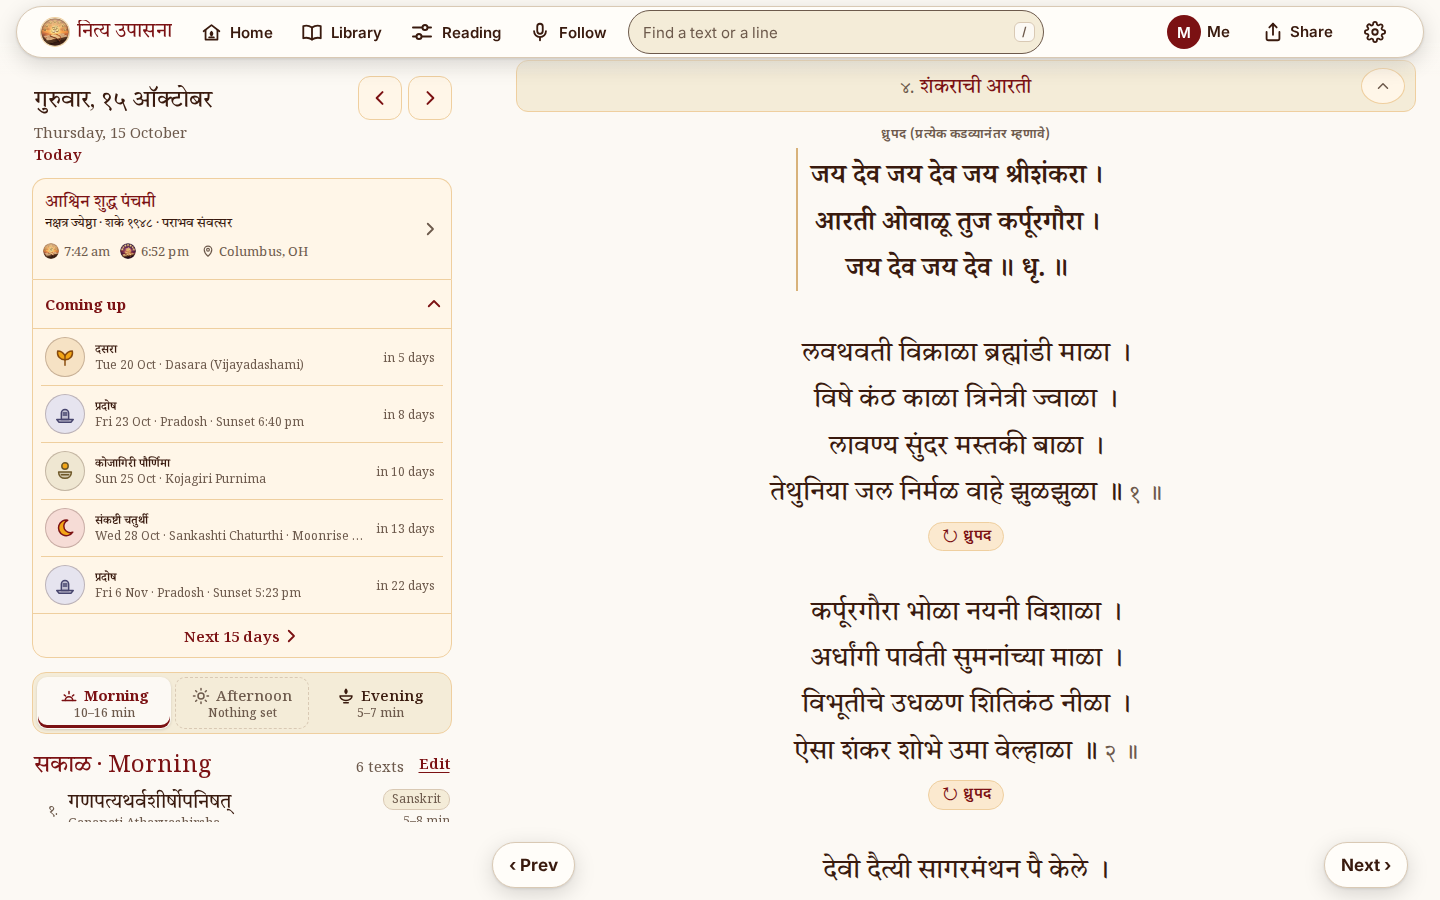 नित्य उपासना
Home
Library
Reading
Follow
Find a text or a line
/
M
Me
Share
गुरुवार, १५ ऑक्टोबर
Thursday, 15 October
Today
आश्विन शुद्ध पंचमी
नक्षत्र ज्येष्ठा · शके १९४८ · पराभव संवत्सर
7:42 am
6:52 pm
Columbus, OH
Coming up
दसरा
Tue 20 Oct · Dasara (Vijayadashami)
in 5 days
प्रदोष
Fri 23 Oct · Pradosh · Sunset 6:40 pm
in 8 days
कोजागिरी पौर्णिमा
Sun 25 Oct · Kojagiri Purnima
in 10 days
संकष्टी चतुर्थी
Wed 28 Oct · Sankashti Chaturthi · Moonrise …
in 13 days
प्रदोष
Fri 6 Nov · Pradosh · Sunset 5:23 pm
in 22 days
Next 15 days
Morning
10–16 min
Afternoon
Nothing set
Evening
5–7 min
सकाळ · Morning
6 texts
Edit
१.
गणपत्यथर्वशीर्षोपनिषत्
Sanskrit
४. शंकराची आरती
ध्रुपद (प्रत्येक कडव्यानंतर म्हणावे)
जय देव जय देव जय श्रीशंकरा ।
आरती ओवाळू तुज कर्पूरगौरा ।
जय देव जय देव ॥ धृ. ॥
लवथवती विक्राळा ब्रह्मांडी माळा ।
विषे कंठ काळा त्रिनेत्री ज्वाळा ।
लावण्य सुंदर मस्तकी बाळा ।
तेथुनिया जल निर्मळ वाहे झुळझुळा ॥ १ ॥
ध्रुपद
कर्पूरगौरा भोळा नयनी विशाळा ।
अर्धांगी पार्वती सुमनांच्या माळा ।
विभूतीचे उधळण शितिकंठ नीळा ।
ऐसा शंकर शोभे उमा वेल्हाळा ॥ २ ॥
ध्रुपद
देवी दैत्यी सागरमंथन पै केले ।
‹ Prev
Next ›